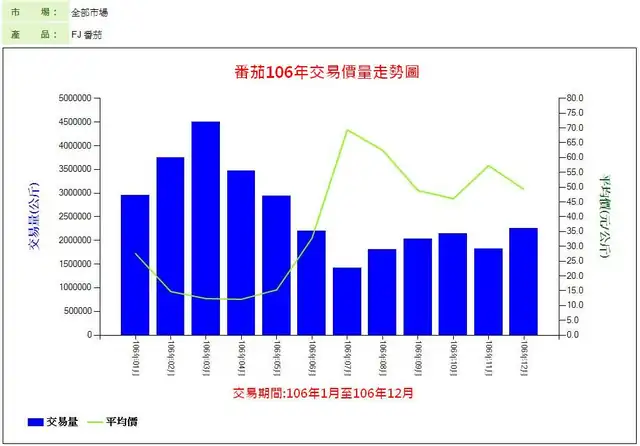 市 場： 全部市場
產 品： FJ 番茄
番茄106年交易價量走勢圖
5000000
4500000
4000000
3500000
3000000
2500000
2000000
1500000
1000000
500000
0
交易量(公斤)
80.0
75.0
70.0
65.0
60.0
55.0
50.0
45.0
40.0
35.0
30.0
25.0
20.0
15.0
10.0
5.0
0.0
平均價(元/公斤)
106年01月
106年02月
106年03月
106年04月
106年05月
106年06月
106年07月
106年08月
106年09月
106年10月
106年11月
106年12月
交易期間:106年1月至106年12月
交易量 平均價